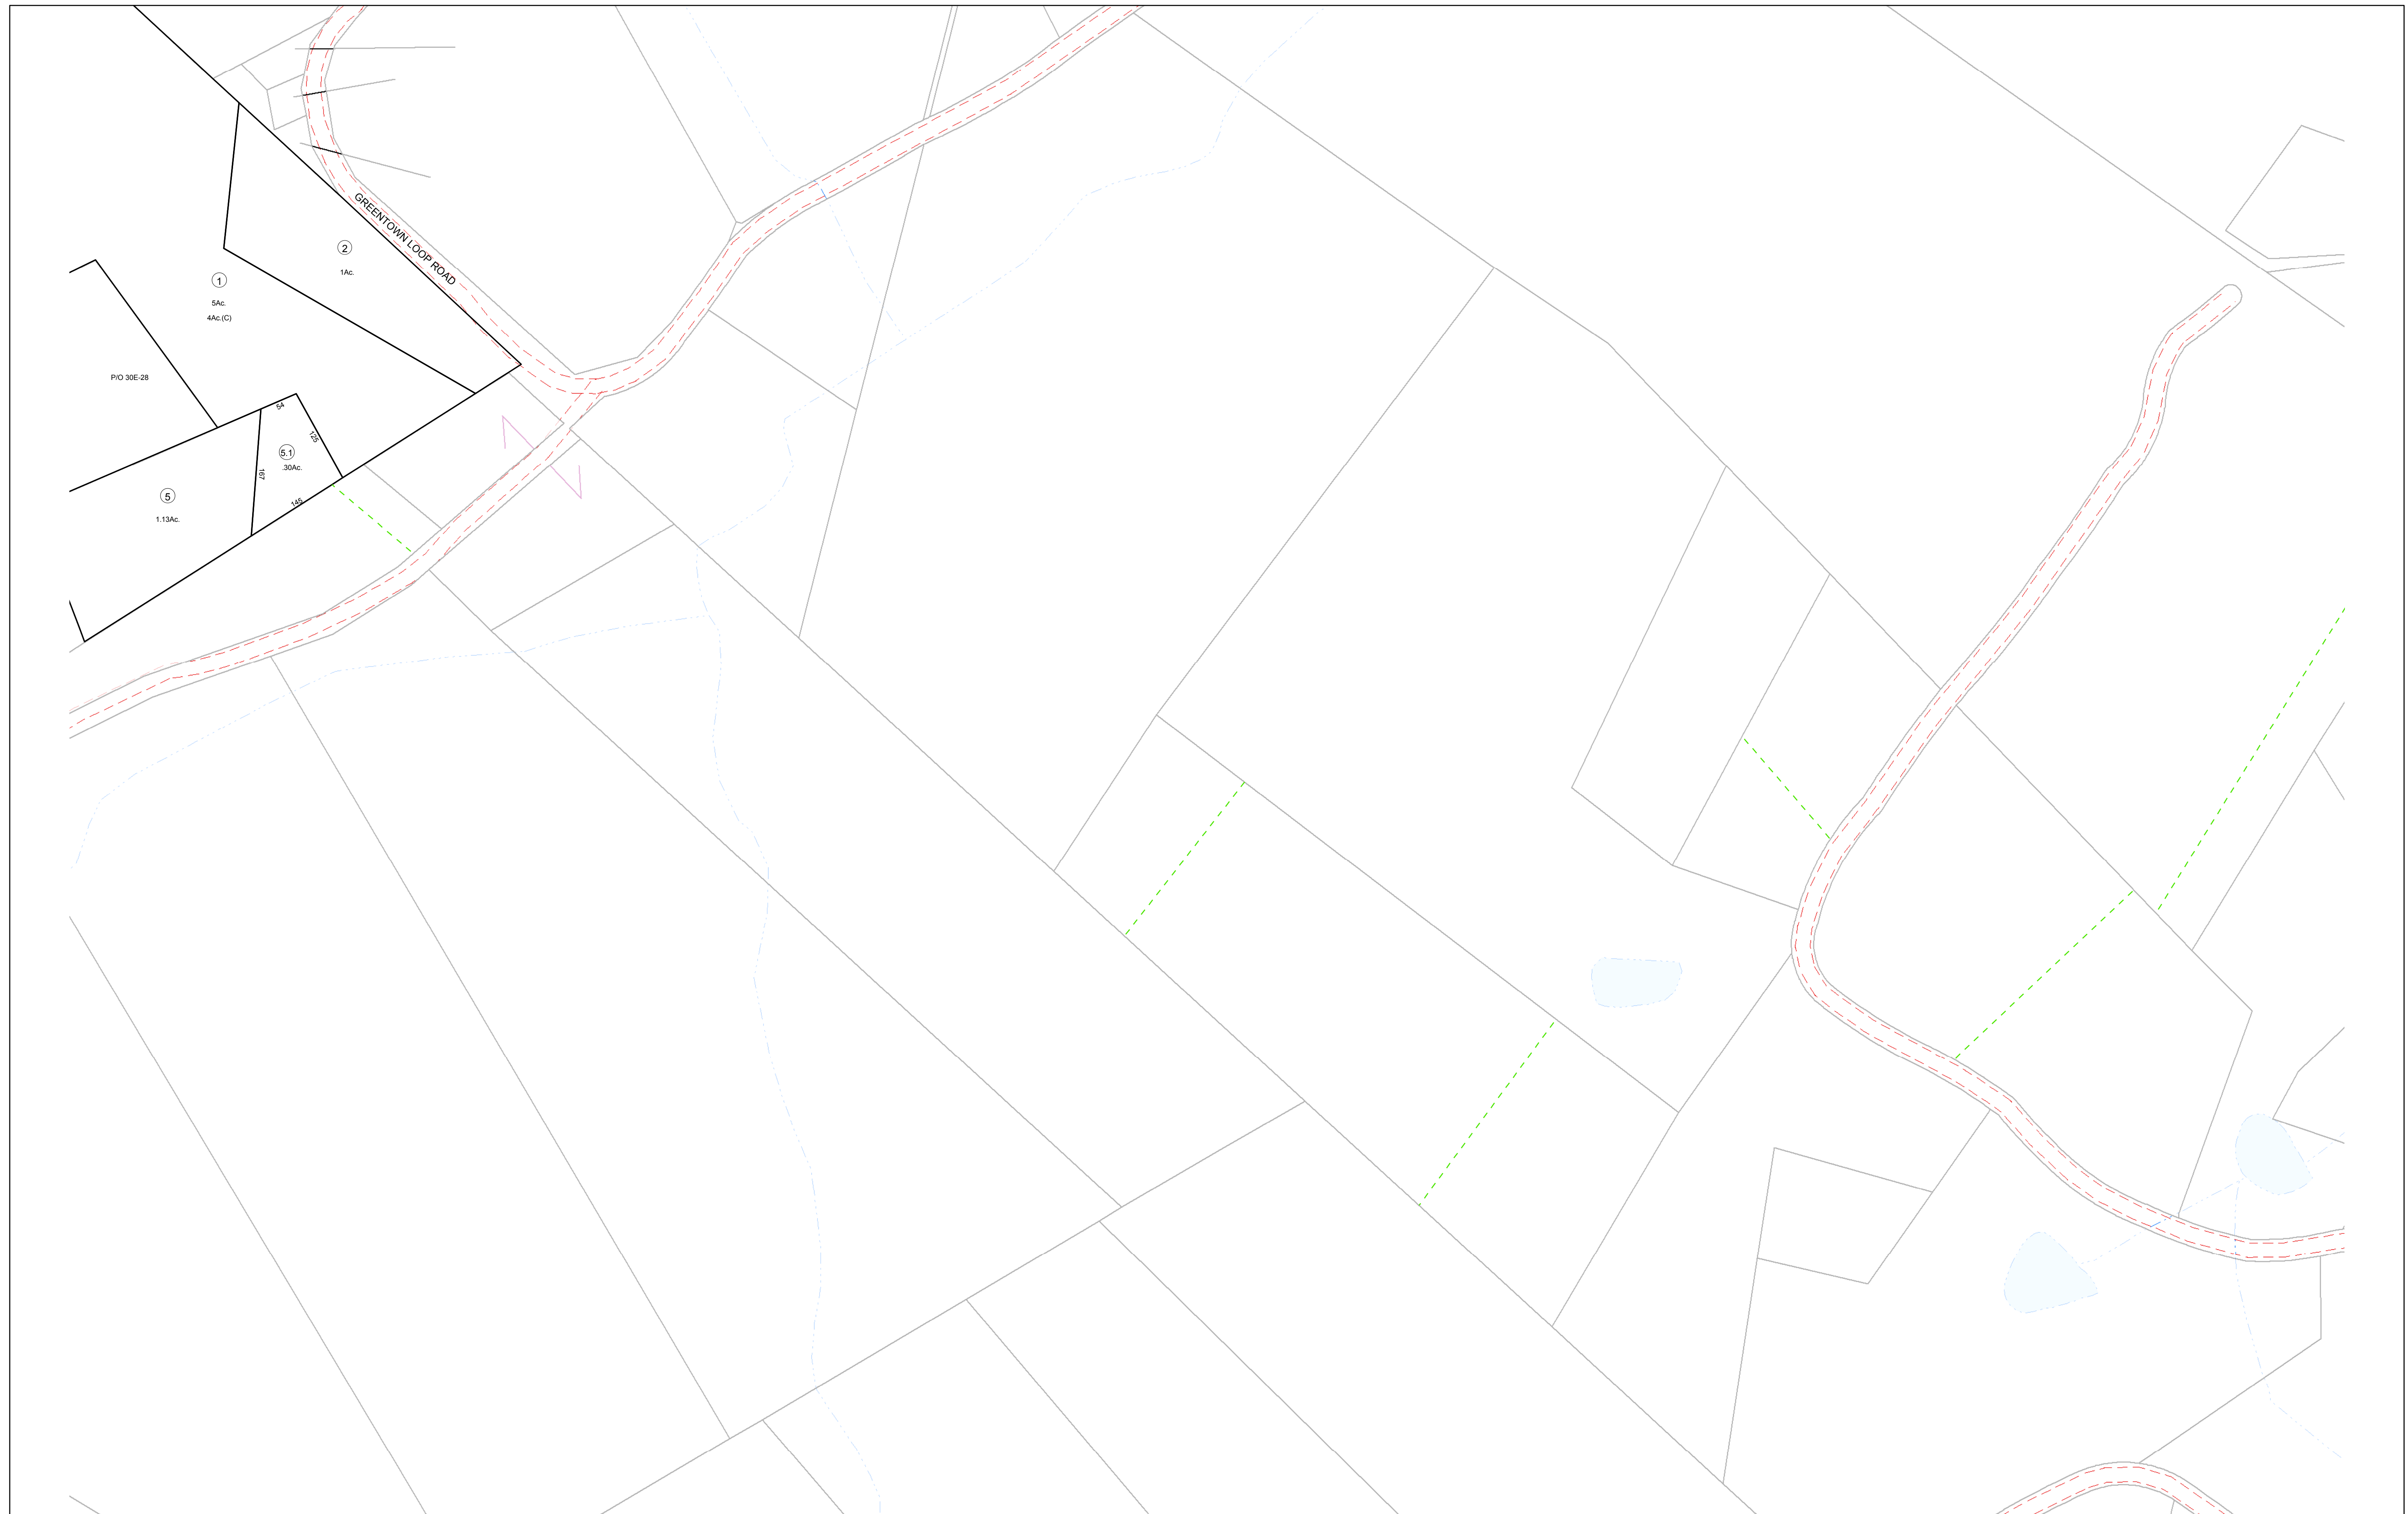 GREENTOWN LOOP ROAD
2
1Ac.
1
5Ac.
4Ac.(C)
P/O 30E-28
54
125
5.1
.30Ac.
167
145
5
1.13Ac.